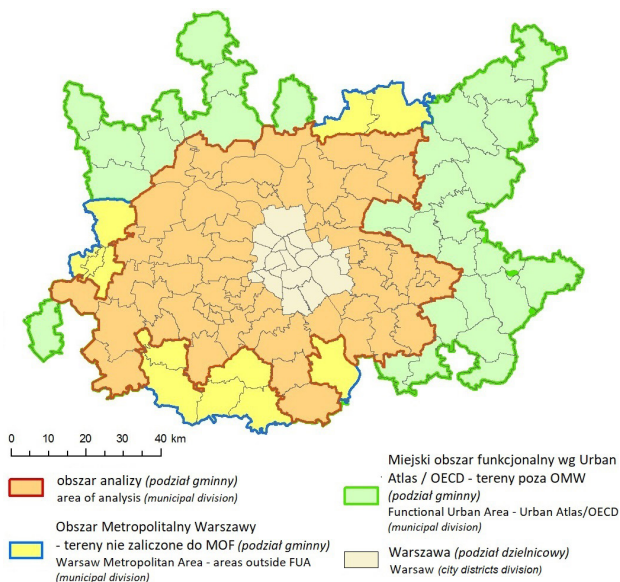 0 10 20 30 40 km
obszar analizy (podział gminny)
area of analysis (municipal division)
Obszar Metropolitalny Warszawy
- tereny nie zaliczone do MOF (podział gminny)
Warsaw Metropolitan Area - areas outside FUA
(municipal division)
Miejski obszar funkcjonalny wg Urban
Atlas / OECD - tereny poza OMW
(podział gminny)
Functional Urban Area - Urban Atlas/OECD
(municipal division)
Warszawa (podział dzielnicowy)
Warsaw (city districts division)